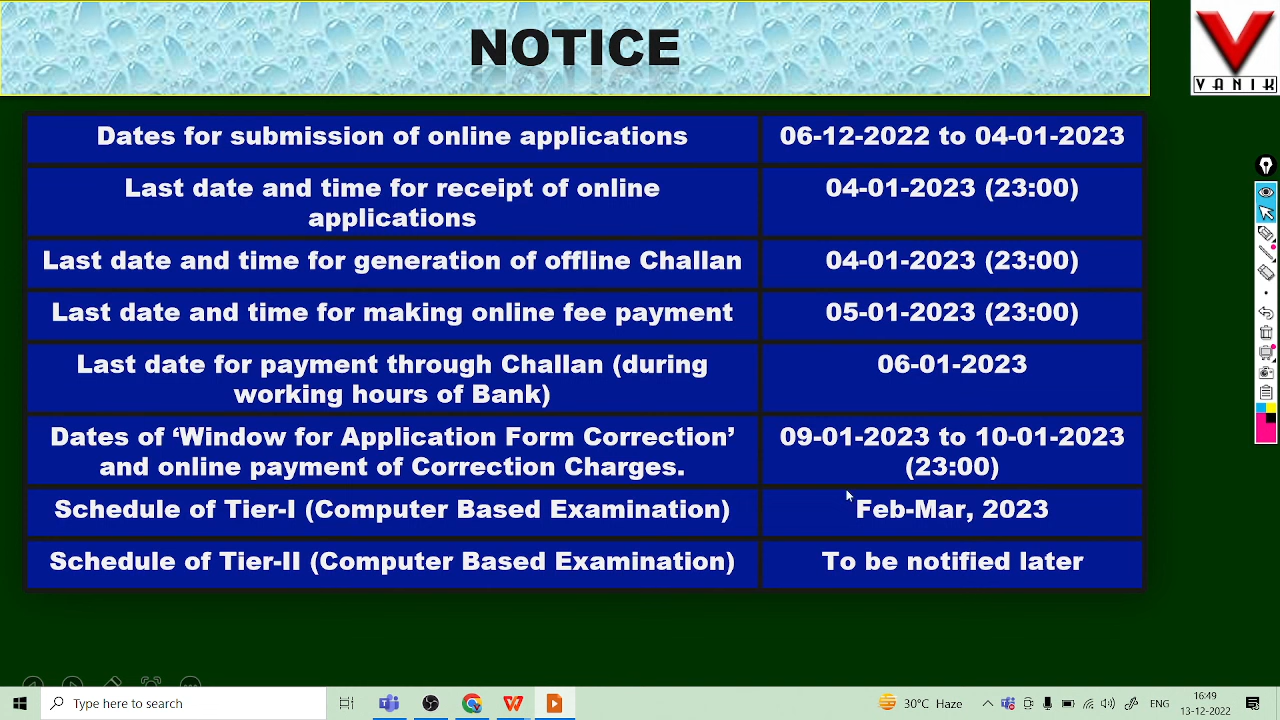 NOTICE
VANIK
Dates for submission of online applications
06-12-2022 to 04-01-2023
Last date and time for receipt of online
applications
04-01-2023 (23:00)
Last date and time for generation of offline Challan
04-01-2023 (23:00)
Last date and time for making online fee payment
05-01-2023 (23:00)
Last date for payment through Challan (during
working hours of Bank)
06-01-2023
Dates of ‘Window for Application Form Correction’
and online payment of Correction Charges.
09-01-2023 to 10-01-2023
(23:00)
Schedule of Tier-I (Computer Based Examination)
Feb-Mar, 2023
Schedule of Tier-II (Computer Based Examination)
To be notified later
Type here to search
30°C Haze
ENG
16:49
13-12-2022